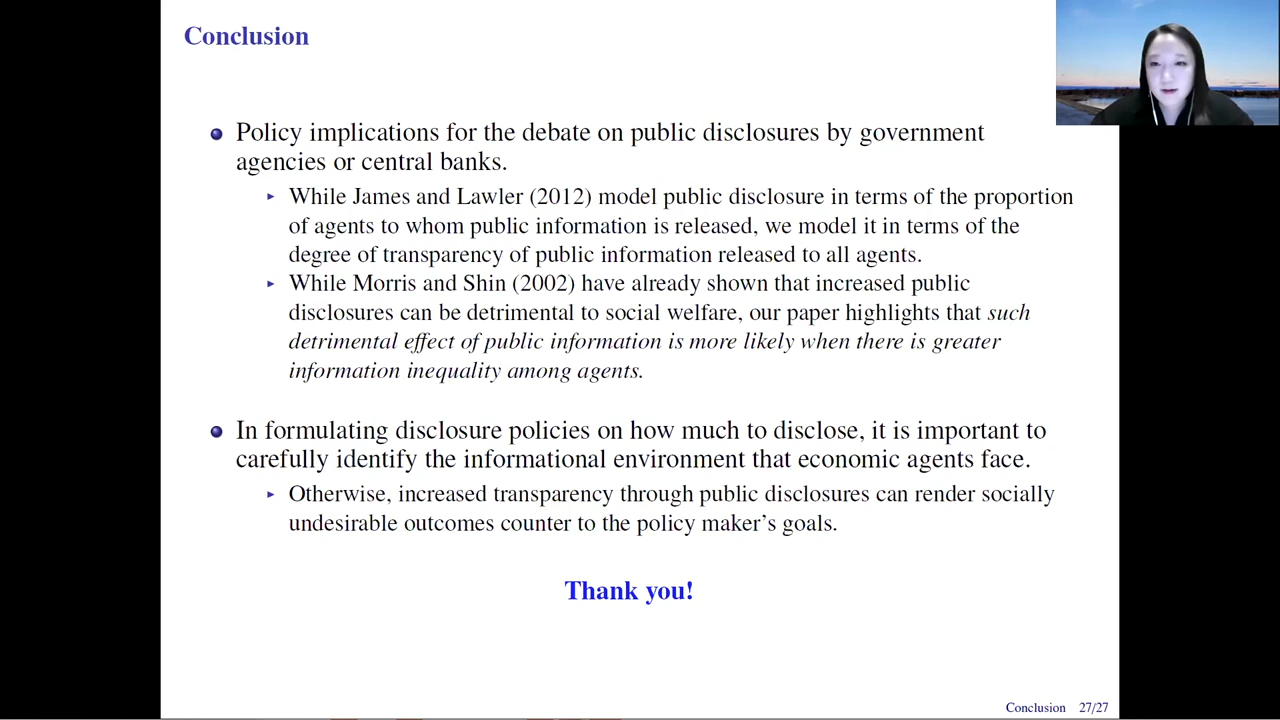 Conclusion
Policy implications for the debate on public disclosures by government
agencies or central banks.
While James and Lawler (2012) model public disclosure in terms of the proportion
of agents to whom public information is released, we model it in terms of the
degree of transparency of public information released to all agents.
While Morris and Shin (2002) have already shown that increased public
disclosures can be detrimental to social welfare, our paper highlights that such
detrimental effect of public information is more likely when there is greater
information inequality among agents.
In formulating disclosure policies on how much to disclose, it is important to
carefully identify the informational environment that economic agents face.
Otherwise, increased transparency through public disclosures can render socially
undesirable outcomes counter to the policy maker's goals.
Thank you!
Conclusion 27/27